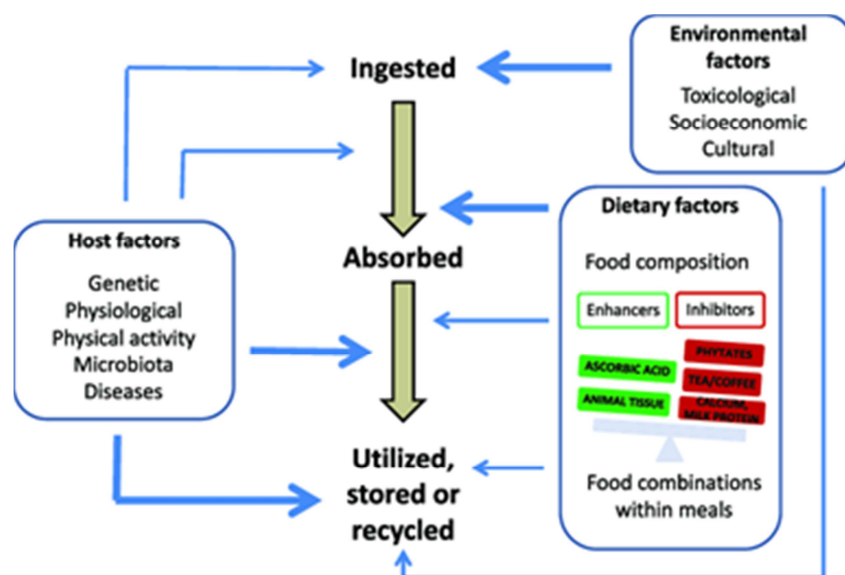 Ingested
Absorbed
Utilized,
stored or
recycled
Host factors
Genetic
Physiological
Physical activity
Microbiota
Diseases
Environmental
factors
Toxicological
Socioeconomic
Cultural
Dietary factors
Food composition
Enhancers
Inhibitors
ASCORBIC ACID
ANIMAL TISSUE
PHYTATES
TEA/COFFEE
CALCIUM,
MILK PROTEIN
Food combinations
within meals